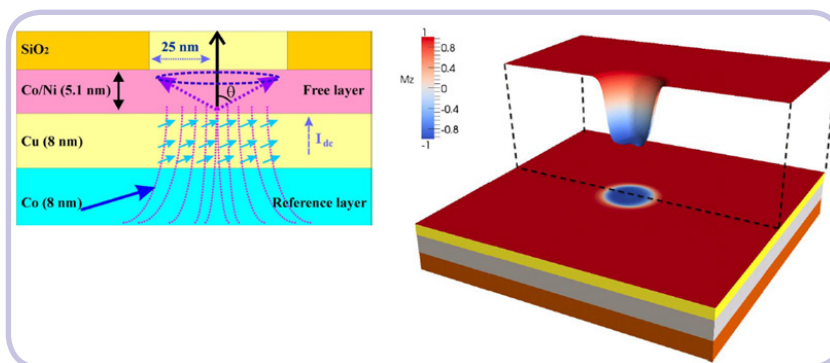 25 nm
SiO₂
Co/Ni (5.1 nm)
θ
Free layer
Cu (8 nm)
I_dc
Co (8 nm)
Reference layer
Mz
1
0.8
0.4
0
-0.4
-0.8
-1